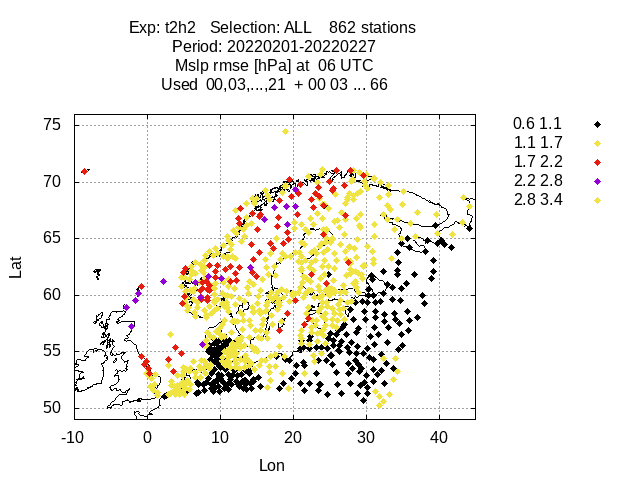 Exp: t2h2   Selection: ALL    862 stations
Period: 20220201-20220227
Mslp rmse [hPa] at  06 UTC
Used  00,03,...,21  + 00 03 ... 66
0.6 1.1
1.1 1.7
1.7 2.2
2.2 2.8
2.8 3.4
75
70
65
60
55
50
Lat
-10 0 10 20 30 40
Lon